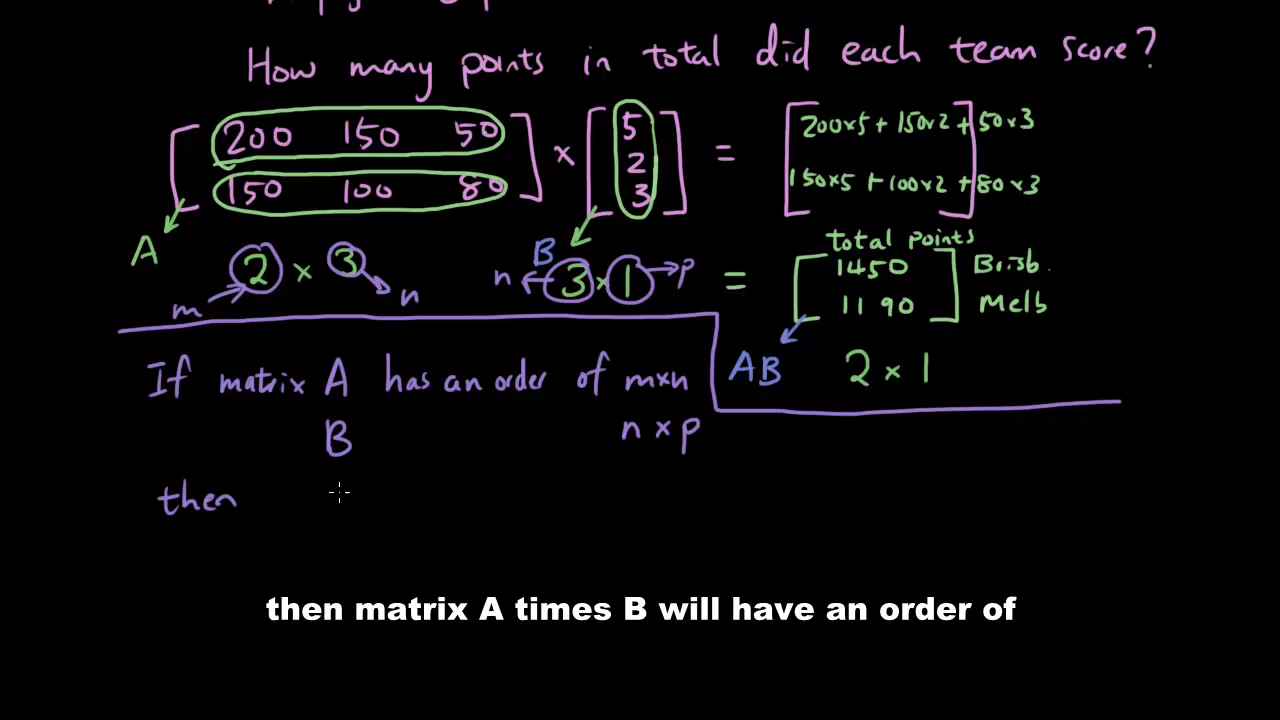 How many points in total did each team score?
[200 150 50] × [5 = [200×5 + 150×2 + 50×3
2
150 100 80] 3] 150×5 + 100×2 + 80×3]
A B total points
2 × 3 n 3 × 1 p = [1450 Brisb.
m n 1190] Melb
If matrix A has an order of m×n AB 2 × 1
B n × p
then
then matrix A times B will have an order of